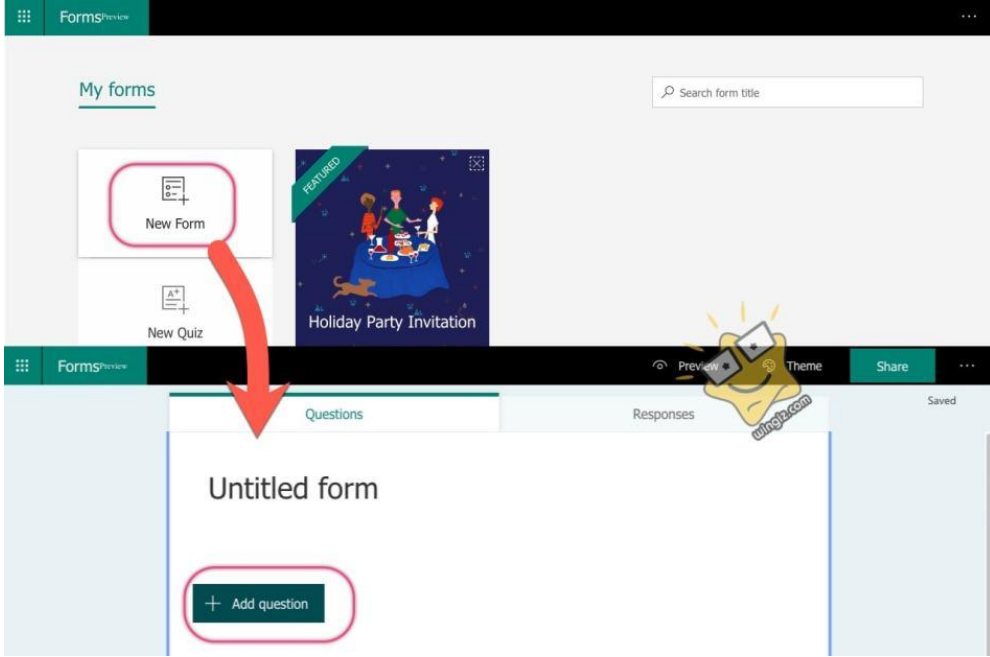 Forms Preview
...
My forms
Search form title
New Form
FEATURED
Holiday Party Invitation
A+
New Quiz
Forms Preview
Preview
Theme
Share
...
Questions
Responses
Saved
wingiz.com
Untitled form
+ Add question